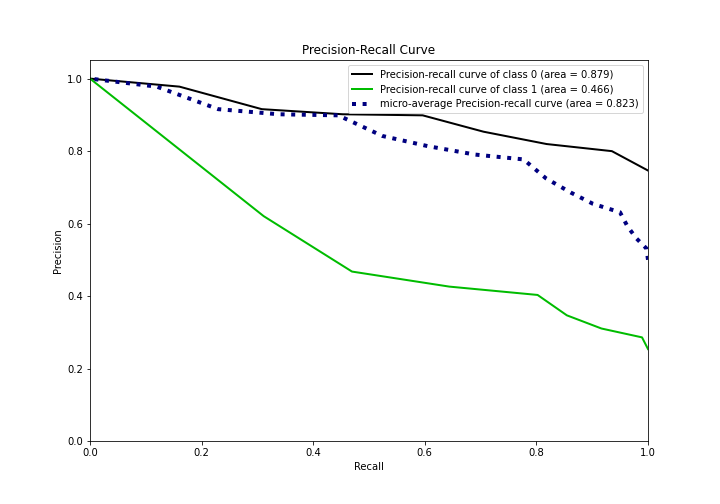 Precision-Recall Curve
Precision-recall curve of class 0 (area = 0.879)
Precision-recall curve of class 1 (area = 0.466)
micro-average Precision-recall curve (area = 0.823)
1.0
0.8
0.6
0.4
0.2
0.0
Precision
0.0 0.2 0.4 0.6 0.8 1.0
Recall